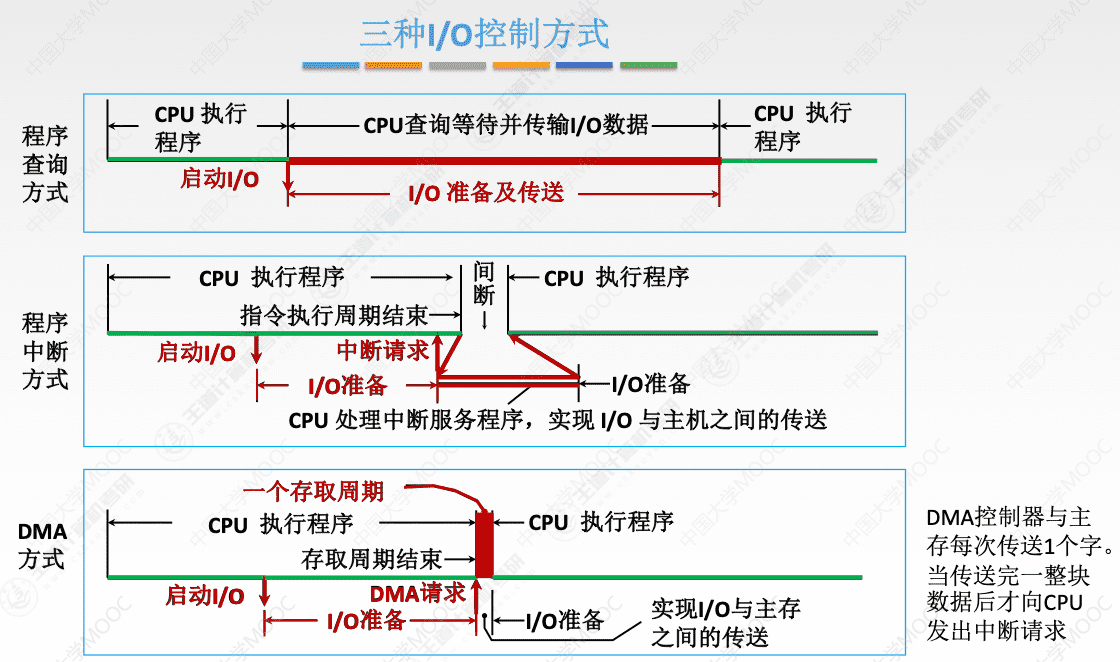 三种I/O控制方式
程序
查询
方式
CPU 执行
程序
CPU查询等待并传输I/O数据
CPU 执行
程序
启动I/O
I/O 准备及传送
程序
中断
方式
CPU 执行程序
间
断
CPU 执行程序
指令执行周期结束
启动I/O
中断请求
I/O准备
I/O准备
CPU 处理中断服务程序，实现 I/O 与主机之间的传送
DMA
方式
一个存取周期
CPU 执行程序
CPU 执行程序
存取周期结束
启动I/O
DMA请求
I/O准备
I/O准备
实现I/O与主存
之间的传送
DMA控制器与主
存每次传送1个字。
当传送完一整块
数据后才向CPU
发出中断请求
中国大学MOOC
王道计算机考研